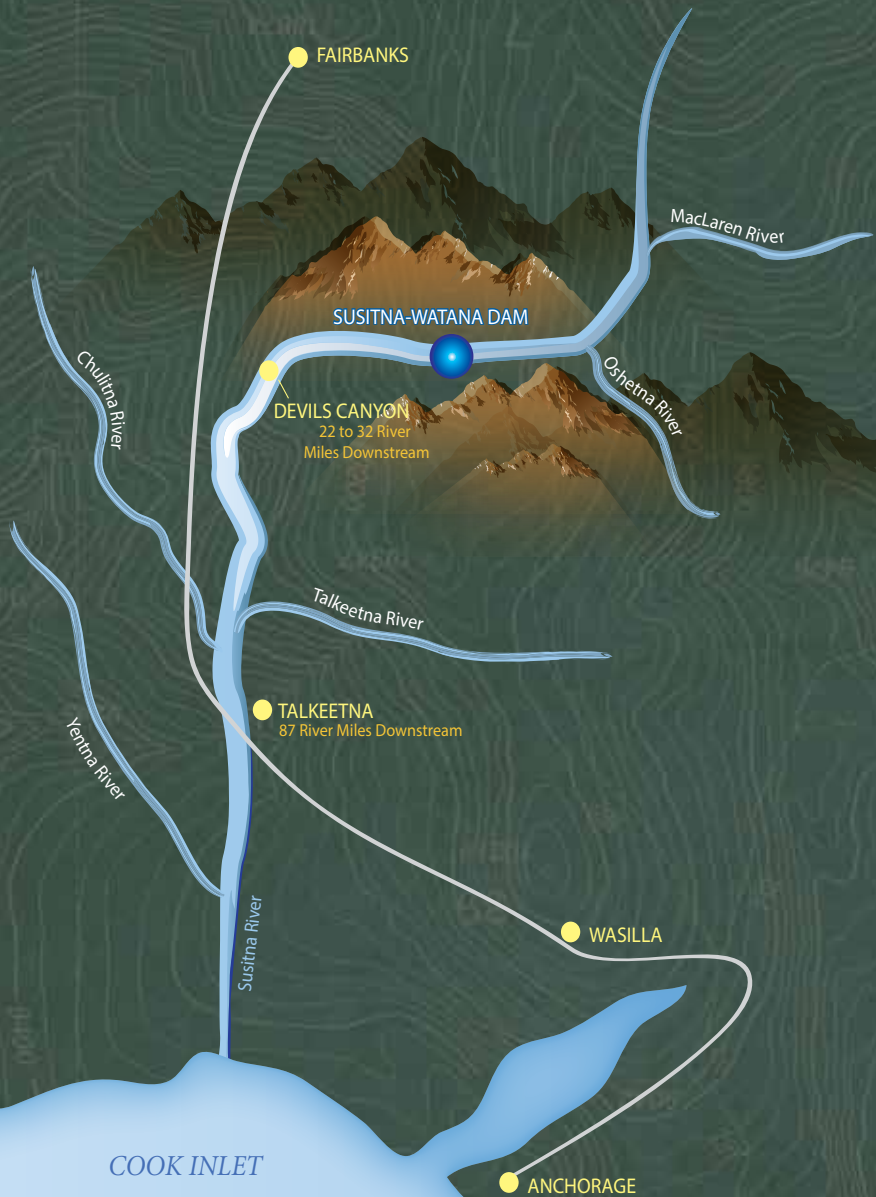 FAIRBANKS
MacLaren River
SUSITNA-WATANA DAM
Chulitna River
Oshetna River
DEVILS CANYON
22 to 32 River
Miles Downstream
Talkeetna River
TALKEETNA
87 River Miles Downstream
Yentna River
Susitna River
WASILLA
COOK INLET
ANCHORAGE